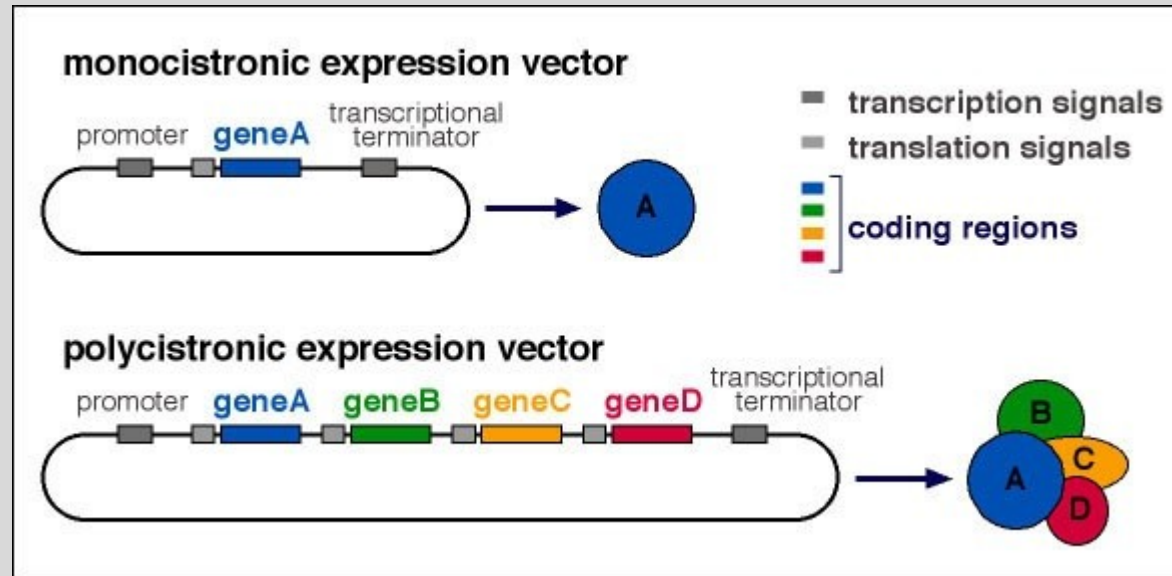 monocistronic expression vector
promoter geneA transcriptional terminator
A
transcription signals
translation signals
coding regions
polycistronic expression vector
promoter geneA geneB geneC geneD transcriptional terminator
B
A
C
D